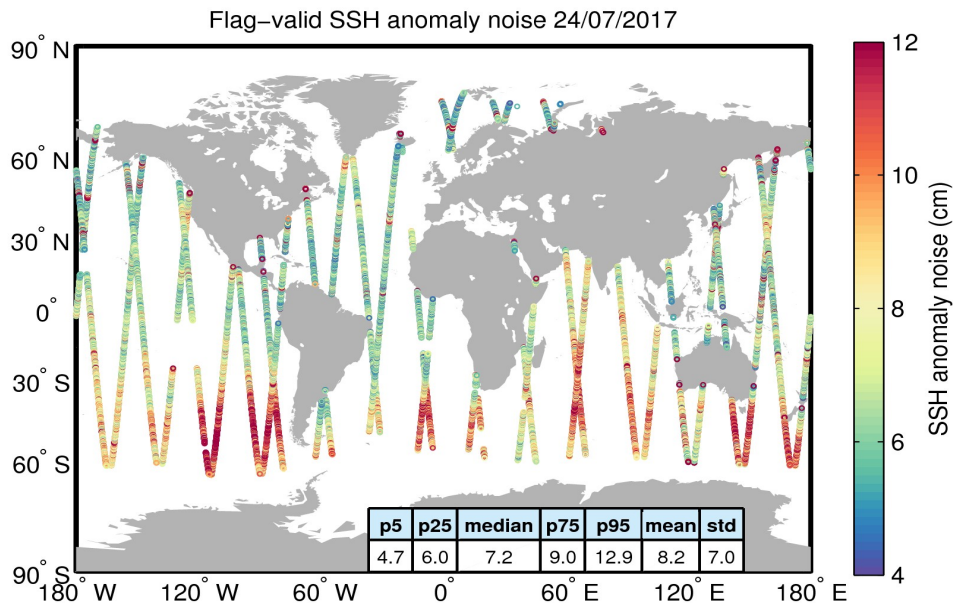 Flag−valid SSH anomaly noise 24/07/2017
90° N
60° N
30° N
0°
30° S
60° S
90° S
180° W
120° W
60° W
0°
60° E
120° E
180° E
p5 p25 median p75 p95 mean std
4.7 6.0 7.2 9.0 12.9 8.2 7.0
12
10
8
6
4
SSH anomaly noise (cm)